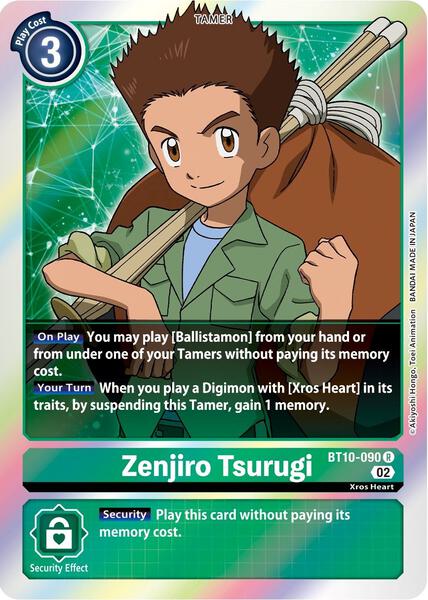 TAMER
Play Cost
3
On Play You may play [Ballistamon] from your hand or
from under one of your Tamers without paying its memory
cost.
Your Turn When you play a Digimon with [Xros Heart] in its
traits, by suspending this Tamer, gain 1 memory.
©Akiyoshi Hongo, Toei Animation BANDAI MADE IN JAPAN
Zenjiro Tsurugi
BT10-090 R
02
Xros Heart
Security Play this card without paying its
memory cost.
Security Effect